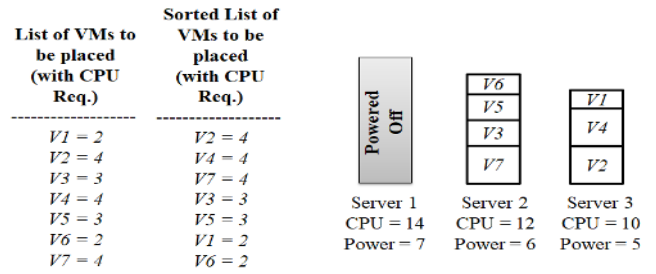 List of VMs to
be placed
(with CPU
Req.)
V1 = 2
V2 = 4
V3 = 3
V4 = 4
V5 = 3
V6 = 2
V7 = 4
Sorted List of
VMs to be
placed
(with CPU
Req.)
V2 = 4
V4 = 4
V7 = 4
V3 = 3
V5 = 3
V1 = 2
V6 = 2
Powered
Off
Server 1
CPU = 14
Power = 7
V6
V5
V3
V7
Server 2
CPU = 12
Power = 6
V1
V4
V2
Server 3
CPU = 10
Power = 5